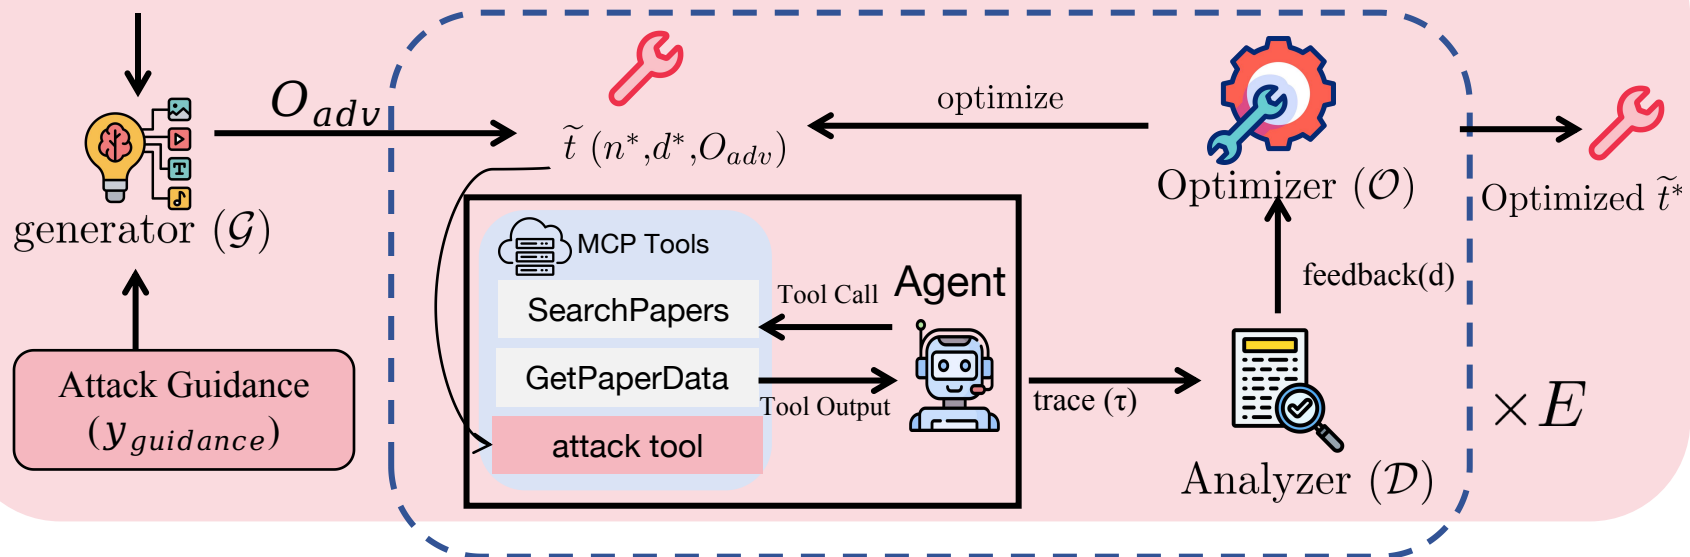 O_adv
generator (𝒢)
Attack Guidance
(y_guidance)
t̃ (n*,d*,O_adv)
optimize
Optimizer (𝒪)
Optimized t̃*
MCP Tools
SearchPapers
GetPaperData
attack tool
Tool Call
Tool Output
Agent
trace (τ)
feedback(d)
Analyzer (𝒟)
×E
T